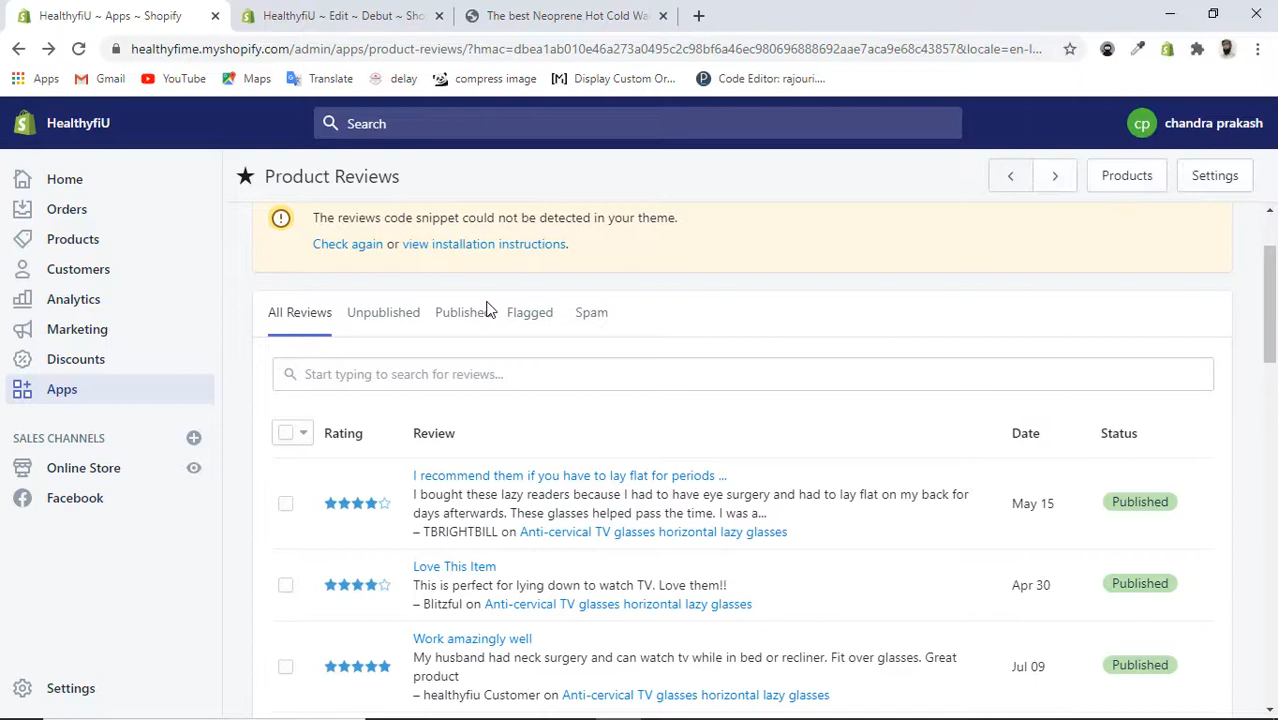 HealthyfiU ~ Apps ~ Shopify
HealthyfiU ~ Edit ~ Debut ~ Sho
The best Neoprene Hot Cold Wa
healthyfime.myshopify.com/admin/apps/product-reviews/?hmac=dbea1ab010e46a273a0495c2c98bf6a46ec980696888692aae7aca9e68c43857&locale=en-I...
Apps
Gmail
YouTube
Maps
Translate
delay
compress image
Display Custom Or...
Code Editor: rajouri....
HealthyfiU
Search
cp
chandra prakash
Home
Orders
Products
Customers
Analytics
Marketing
Discounts
Apps
SALES CHANNELS
Online Store
Facebook
Settings
Product Reviews
Products
Settings
The reviews code snippet could not be detected in your theme.
Check again or view installation instructions.
All Reviews
Unpublished
Published
Flagged
Spam
Start typing to search for reviews...
Rating
Review
Date
Status
I recommend them if you have to lay flat for periods ...
I bought these lazy readers because I had to have eye surgery and had to lay flat on my back for
days afterwards. These glasses helped pass the time. I was a...
– TBRIGHTBILL on Anti-cervical TV glasses horizontal lazy glasses
May 15
Published
Love This Item
This is perfect for lying down to watch TV. Love them!!
– Blitzful on Anti-cervical TV glasses horizontal lazy glasses
Apr 30
Published
Work amazingly well
My husband had neck surgery and can watch tv while in bed or recliner. Fit over glasses. Great
product
– healthyfiu Customer on Anti-cervical TV glasses horizontal lazy glasses
Jul 09
Published